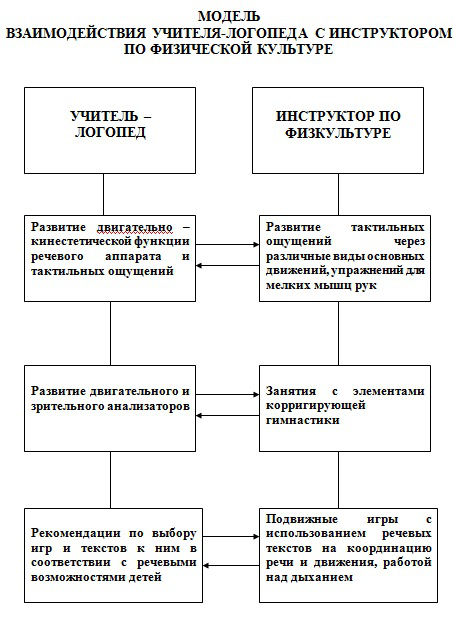 МОДЕЛЬ
ВЗАИМОДЕЙСТВИЯ УЧИТЕЛЯ-ЛОГОПЕДА С ИНСТРУКТОРОМ
ПО ФИЗИЧЕСКОЙ КУЛЬТУРЕ
УЧИТЕЛЬ –
ЛОГОПЕД
ИНСТРУКТОР ПО
ФИЗКУЛЬТУРЕ
Развитие двигательно –
кинестетической функции
речевого аппарата и
тактильных ощущений
Развитие тактильных
ощущений через
различные виды основных
движений, упражнений для
мелких мышц рук
Развитие двигательного и
зрительного анализаторов
Занятия с элементами
корригирующей
гимнастики
Рекомендации по выбору
игр и текстов к ним в
соответствии с речевыми
возможностями детей
Подвижные игры с
использованием речевых
текстов на координацию
речи и движения, работой
над дыханием